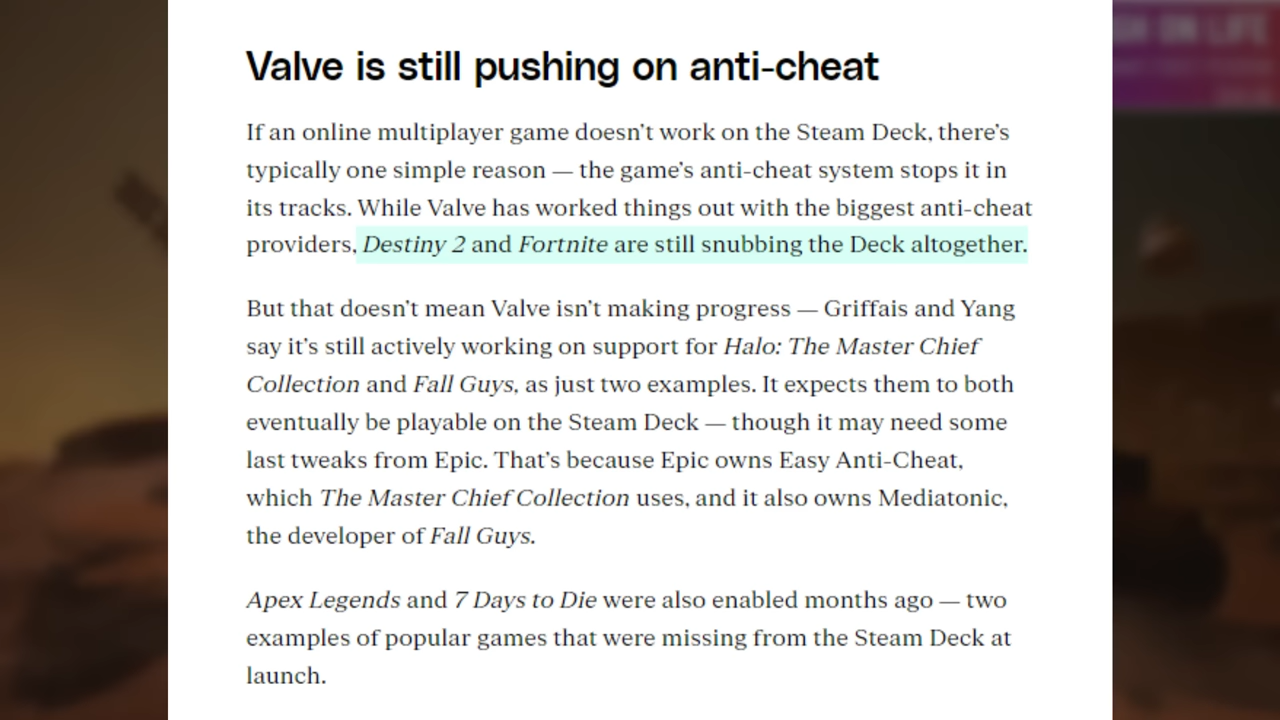 Valve is still pushing on anti-cheat
If an online multiplayer game doesn't work on the Steam Deck, there's
typically one simple reason — the game's anti-cheat system stops it in
its tracks. While Valve has worked things out with the biggest anti-cheat
providers, Destiny 2 and Fortnite are still snubbing the Deck altogether.
But that doesn't mean Valve isn't making progress — Griffais and Yang
say it's still actively working on support for Halo: The Master Chief
Collection and Fall Guys, as just two examples. It expects them to both
eventually be playable on the Steam Deck — though it may need some
last tweaks from Epic. That's because Epic owns Easy Anti-Cheat,
which The Master Chief Collection uses, and it also owns Mediatonic,
the developer of Fall Guys.
Apex Legends and 7 Days to Die were also enabled months ago — two
examples of popular games that were missing from the Steam Deck at
launch.
ON LIFE